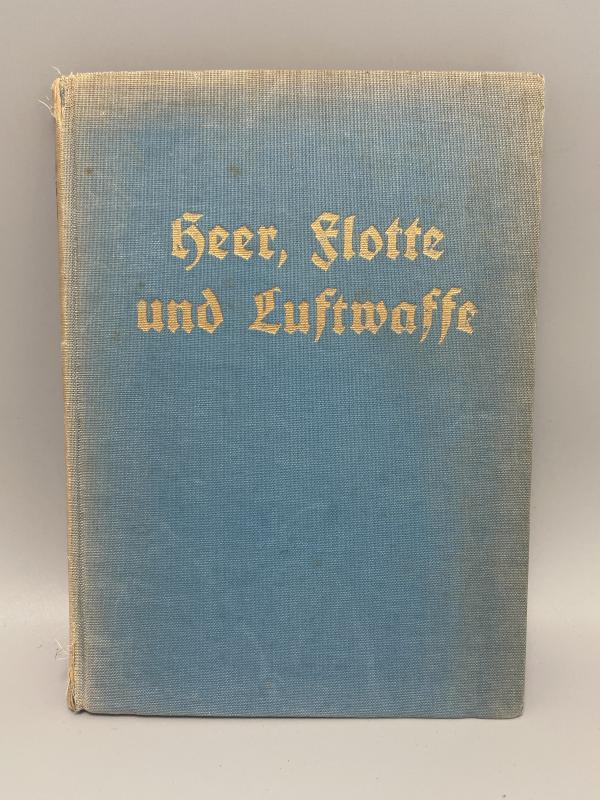 Heer, Flotte
und Luftwaffe